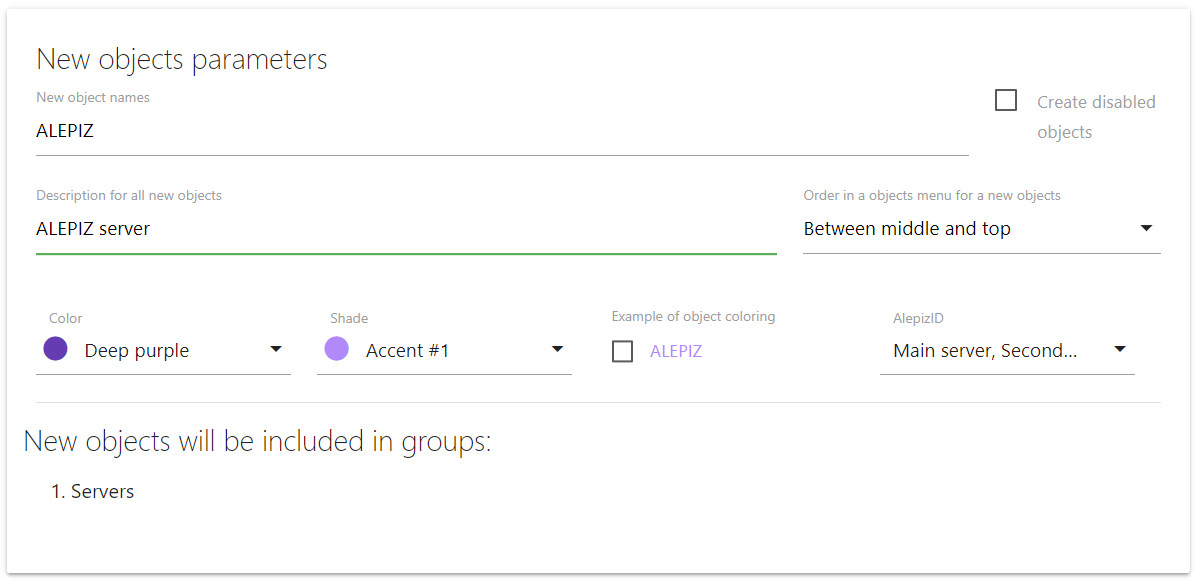 New objects parameters
New object names
ALEPIZ
Create disabled
objects
Description for all new objects
ALEPIZ server
Order in a objects menu for a new objects
Between middle and top
Color
Deep purple
Shade
Accent #1
Example of object coloring
ALEPIZ
AlepizID
Main server, Second...
New objects will be included in groups:
1. Servers